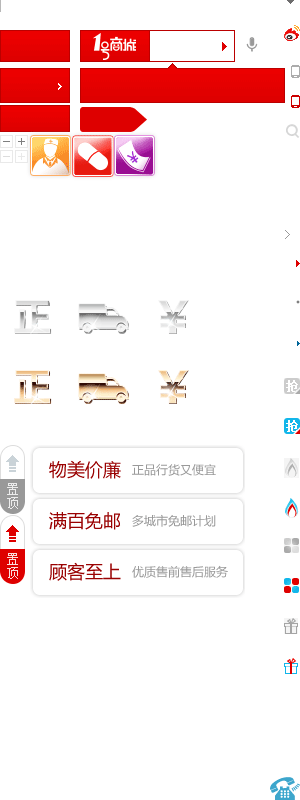 1号商城
¥
正
¥
正
¥
抢
抢
置顶
置顶
物美价廉 正品行货又便宜
满百免邮 多城市免邮计划
顾客至上 优质售前售后服务